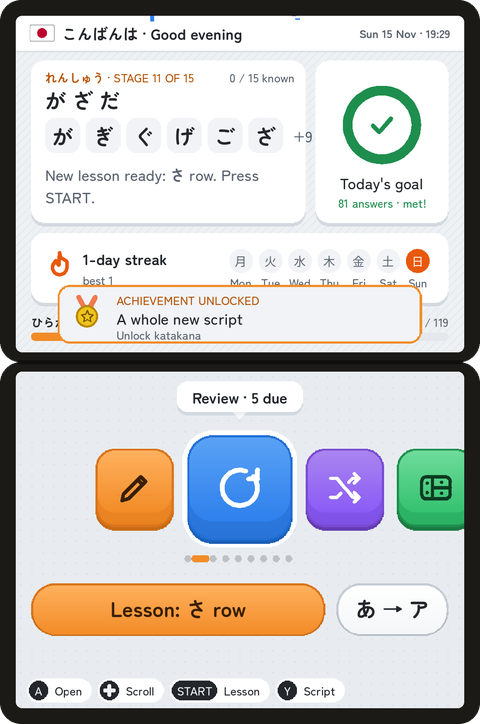 こんばんは · Good evening
Sun 15 Nov · 19:29
れんしゅう · STAGE 11 OF 15
0 / 15 known
が ざ だ
が ぎ ぐ げ ご ざ +9
New lesson ready: さ row. Press
START.
Today's goal
81 answers · met!
1-day streak
best 1
月 火 水 木 金 土 日
Mon Tue Wed Thu Fri Sat Sun
ACHIEVEMENT UNLOCKED
A whole new script
Unlock katakana
ひら
/ 119
Review · 5 due
Lesson: さ row
あ → ア
A Open
Scroll
START Lesson
Y Script